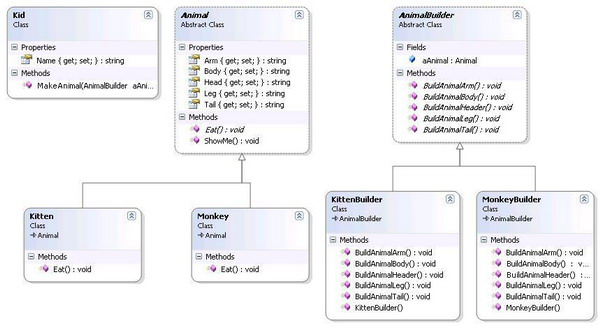 Kid
Class
Properties
Name { get; set; } : string
Methods
MakeAnimal(AnimalBuilder aAni...
Animal
Abstract Class
Properties
Arm { get; set; } : string
Body { get; set; } : string
Head { get; set; } : string
Leg { get; set; } : string
Tail { get; set; } : string
Methods
Eat() : void
ShowMe() : void
AnimalBuilder
Abstract Class
Fields
aAnimal : Animal
Methods
BuildAnimalArm() : void
BuildAnimalBody() : void
BuildAnimalHeader() : void
BuildAnimalLeg() : void
BuildAnimalTail() : void
Kitten
Class
Animal
Methods
Eat() : void
Monkey
Class
Animal
Methods
Eat() : void
KittenBuilder
Class
AnimalBuilder
Methods
BuildAnimalArm() : void
BuildAnimalBody() : void
BuildAnimalHeader() : void
BuildAnimalLeg() : void
BuildAnimalTail() : void
KittenBuilder()
MonkeyBuilder
Class
AnimalBuilder
Methods
BuildAnimalArm() : void
BuildAnimalBody() : v...
BuildAnimalHeader() : ...
BuildAnimalLeg() : void
BuildAnimalTail() : void
MonkeyBuilder()